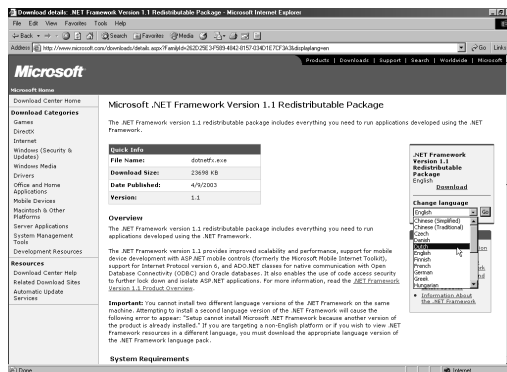 Download details: .NET Framework Version 1.1 Redistributable Package - Microsoft Internet Explorer
File Edit View Favorites Tools Help
Back Search Favorites Media
Address http://www.microsoft.com/downloads/details.aspx?FamilyId=262D25E3-F589-4842-8157-034D1E7CF3A3&displaylang=en Go Links
Products | Downloads | Support | Search | Worldwide | Microsoft
Microsoft
Microsoft Home
Download Center Home
Download Categories
Games
DirectX
Internet
Windows (Security &
Updates)
Windows Media
Drivers
Office and Home
Applications
Mobile Devices
Macintosh & Other
Platforms
Server Applications
System Management
Tools
Development Resources
Resources
Download Center Help
Related Download Sites
Automatic Update
Services
Microsoft .NET Framework Version 1.1 Redistributable Package
The .NET Framework version 1.1 redistributable package includes everything you need to run applications developed using the .NET
Framework.
Quick Info
File Name: dotnetfx.exe
Download Size: 23698 KB
Date Published: 4/9/2003
Version: 1.1
Overview
The .NET Framework version 1.1 redistributable package includes everything you need to run
applications developed using the .NET Framework.
The .NET Framework version 1.1 provides improved scalability and performance, support for mobile
device development with ASP.NET mobile controls (formerly the Microsoft Mobile Internet Toolkit),
support for Internet Protocol version 6, and ADO.NET classes for native communication with Open
Database Connectivity (ODBC) and Oracle databases. It also enables the use of code access security
to further lock down and isolate ASP.NET applications. For more information, read the .NET Framework
Version 1.1 Product Overview.
Important: You cannot install two different language versions of the .NET Framework on the same
machine. Attempting to install a second language version of the .NET Framework will cause the
following error to appear: "Setup cannot install Microsoft .NET Framework because another version of
the product is already installed." If you are targeting a non-English platform or if you wish to view .NET
Framework resources in a different language, you must download the appropriate language version of
the .NET Framework language pack.
System Requirements
.NET Framework
Version 1.1
Redistributable
Package
English
Download
Change language
English Go
Chinese (Simplified)
Chinese (Traditional)
Czech
Danish
Dutch
English
Finnish
French
German
Greek
Hungarian
Information About
the .NET Framework
Done
Internet